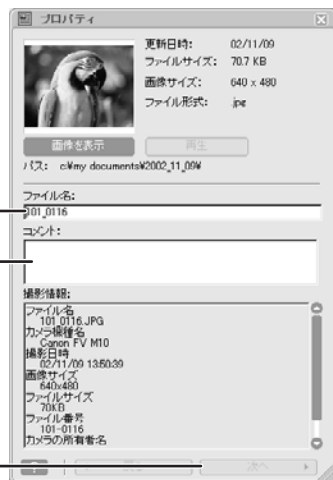 プロパティ
更新日時: 02/11/09
ファイルサイズ: 70.7 KB
画像サイズ: 640 x 480
ファイル形式: .jpg
画像を表示 再生
パス: c:¥my documents¥2002_11_09¥
ファイル名:
101_0116
コメント:
撮影情報:
ファイル名
101_0116.JPG
カメラ機種名
Canon FV M10
撮影日時
02/11/09 13:50:39
画像サイズ
640x480
ファイルサイズ
70KB
ファイル番号
101-0116
カメラの所有者名
次へ